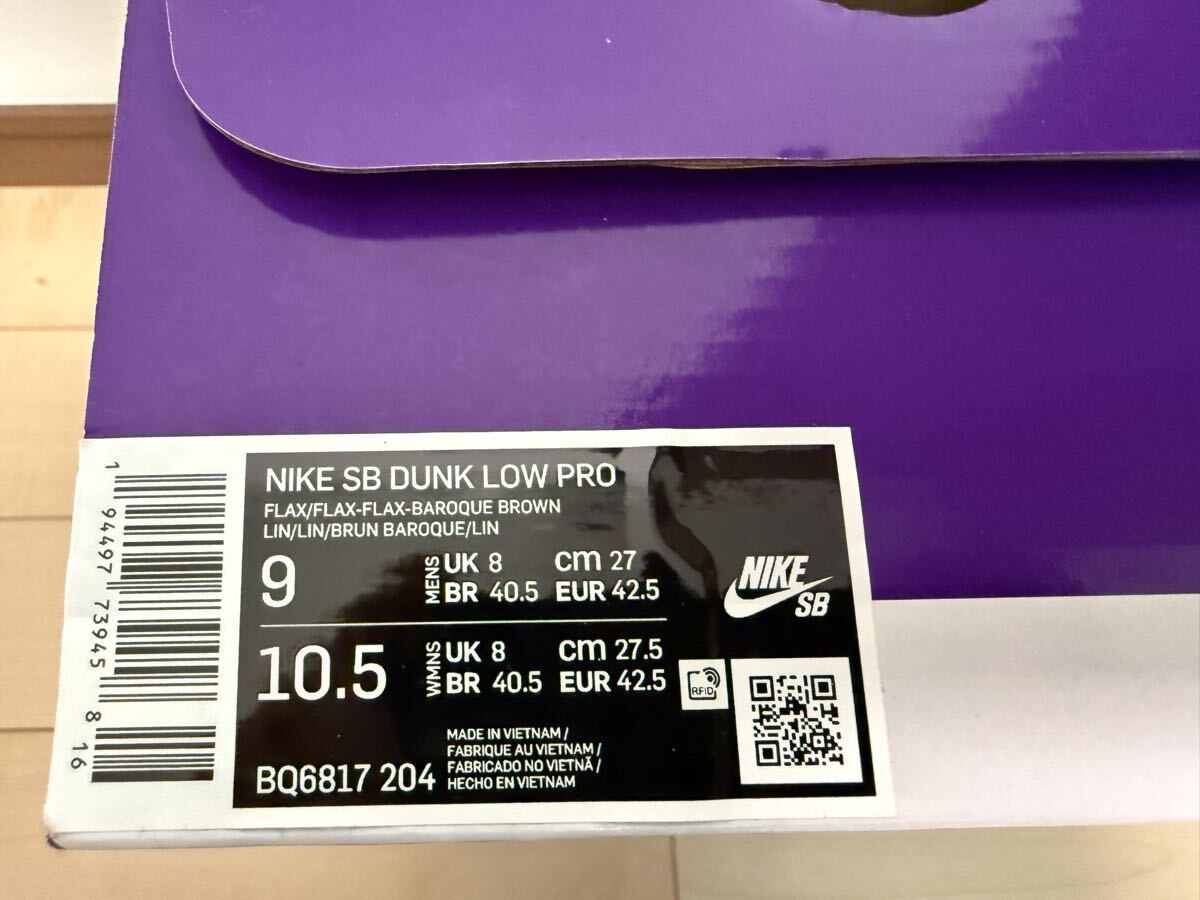 NIKE SB DUNK LOW PRO
FLAX/FLAX-FLAX-BAROQUE BROWN
LIN/LIN/BRUN BAROQUE/LIN
9
MENS
UK 8 cm 27
BR 40.5 EUR 42.5
10.5
WMNS
UK 8 cm 27.5
BR 40.5 EUR 42.5
BQ6817 204
MADE IN VIETNAM /
FABRIQUE AU VIETNAM /
FABRICADO NO VIETNÃ /
HECHO EN VIETNAM
NIKE
SB
RFID
1 94497 73945 8 16